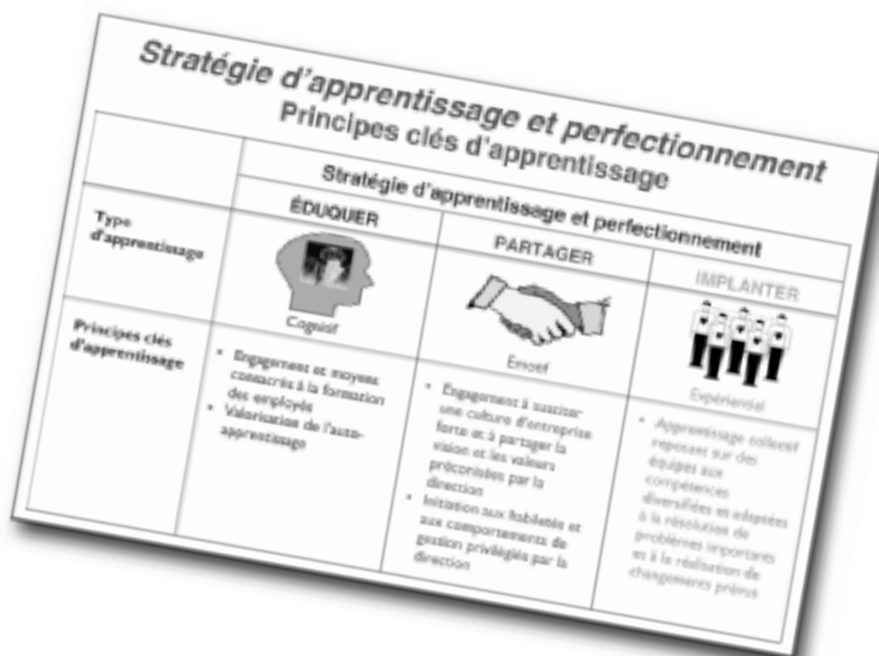 Stratégie d'apprentissage et perfectionnement
Principes clés d'apprentissage
Stratégie d'apprentissage et perfectionnement
ÉDUQUER
PARTAGER
IMPLANTER
Type
d'apprentissage
Cognitif
Émotif
Expérientiel
Principes clés
d'apprentissage
• Engagement et moyens
consacrés à la formation
des employés
• Valorisation de l'auto-
apprentissage
• Engagement à susciter
une culture d'entreprise
forte et à partager la
vision et les valeurs
préconisées par la
direction
• Initiation aux habiletés et
aux comportements de
gestion privilégiés par la
direction
• Apprentissage collectif
reposant sur des
équipes aux
compétences
diversifiées et adaptées
à la résolution de
problèmes importants
et à la réalisation de
changements prévus